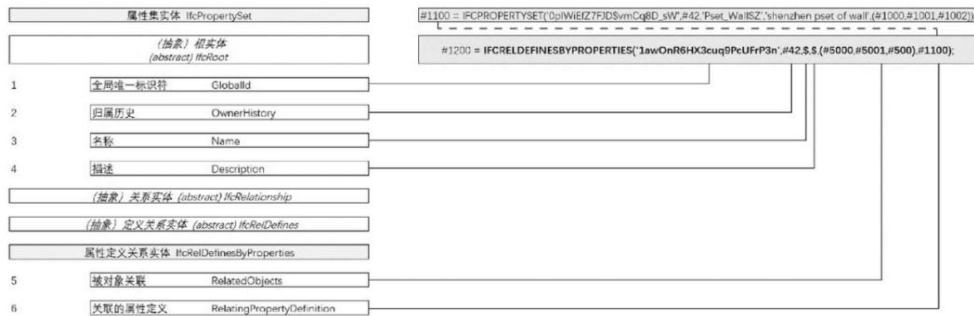 属性集实体 IfcPropertySet
#1100 = IFCPROPERTYSET('0pIWiEfZ7FJD$vmCq8D_sW',#42,'Pset_WallSZ','shenzhen pset of wall',(#1000,#1001,#1002));
(抽象) 根实体
(abstract) IfcRoot
#1200 = IFCRELDEFINESBYPROPERTIES('1awOnR6HX3cuq9PcUFrP3n',#42,$,$,(#5000,#5001,#500),#1100);
1 全局唯一标识符 Globalld
2 归属历史 OwnerHistory
3 名称 Name
4 描述 Description
(抽象) 关系实体 (abstract) IfcRelationship
(抽象) 定义关系实体 (abstract) IfcRelDefines
属性定义关系实体 IfcRelDefinesByProperties
5 被对象关联 RelatedObjects
6 关联的属性定义 RelatingPropertyDefinition